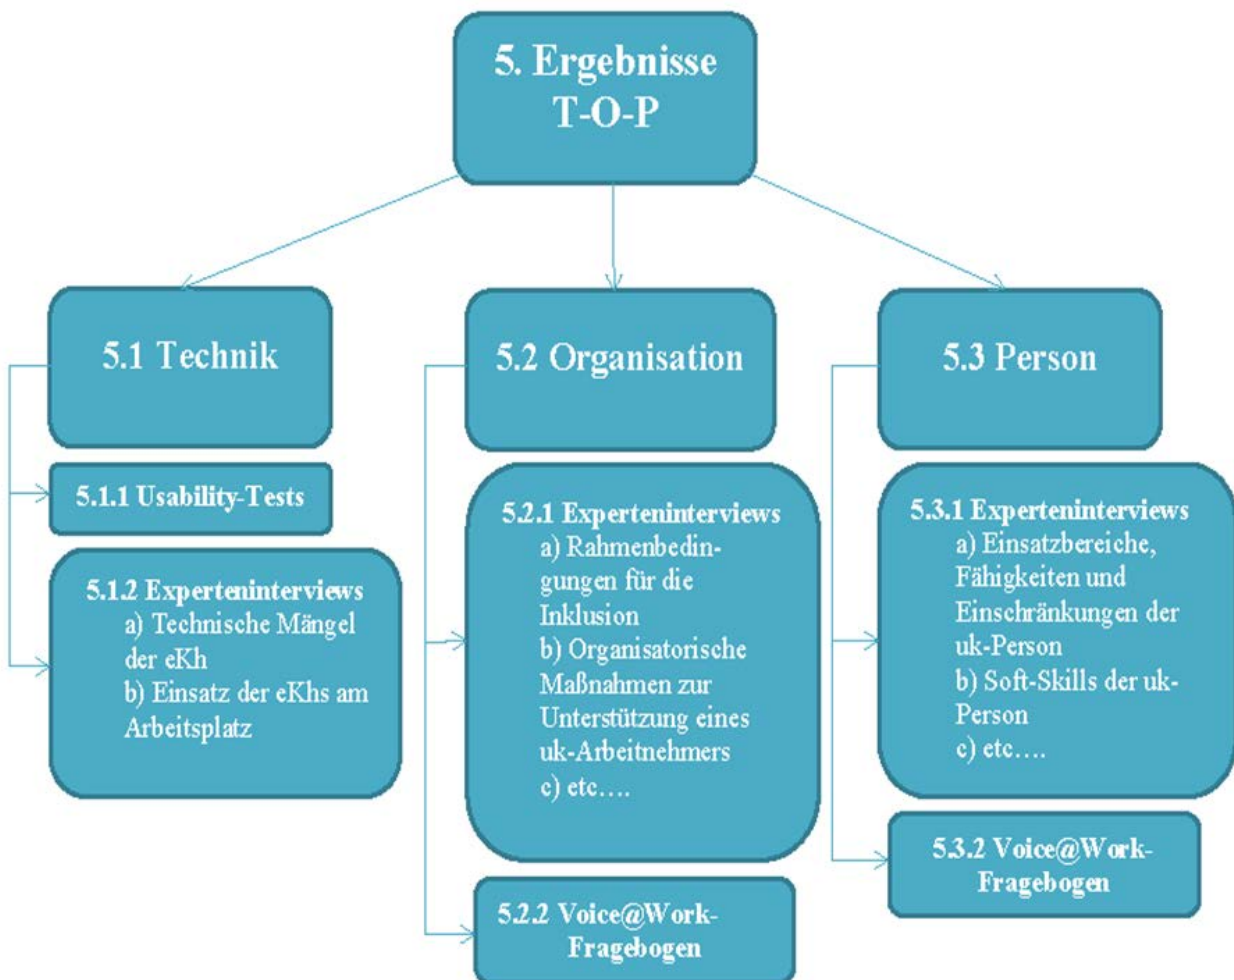 5. Ergebnisse
T-O-P
5.1 Technik
5.1.1 Usability-Tests
5.1.2 Experteninterviews
a) Technische Mängel
der eKh
b) Einsatz der eKhs am
Arbeitsplatz
5.2 Organisation
5.2.1 Experteninterviews
a) Rahmenbedin-
gungen für die
Inklusion
b) Organisatorische
Maßnahmen zur
Unterstützung eines
uk-Arbeitnehmers
c) etc….
5.2.2 Voice@Work-
Fragebogen
5.3 Person
5.3.1 Experteninterviews
a) Einsatzbereiche,
Fähigkeiten und
Einschränkungen der
uk-Person
b) Soft-Skills der uk-
Person
c) etc….
5.3.2 Voice@Work-
Fragebogen